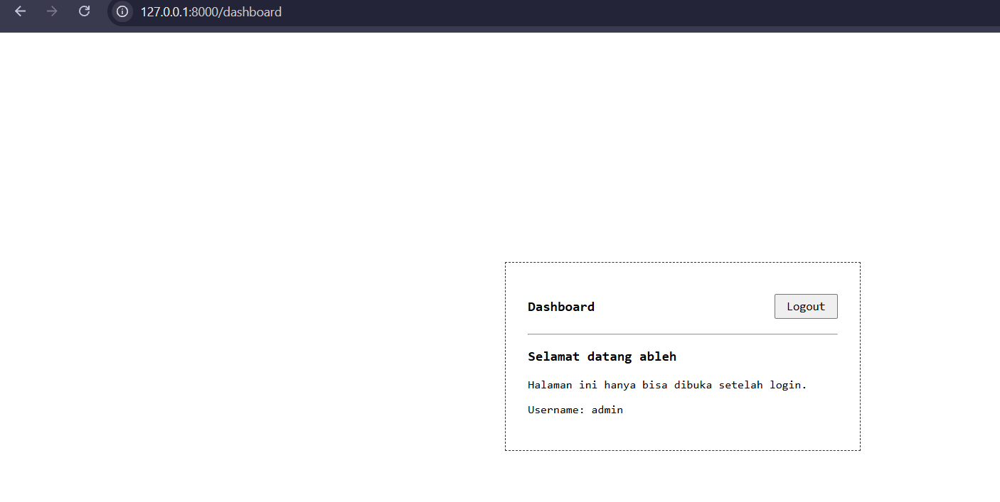 127.0.0.1:8000/dashboard
Dashboard
Logout
Selamat datang ableh
Halaman ini hanya bisa dibuka setelah login.
Username: admin